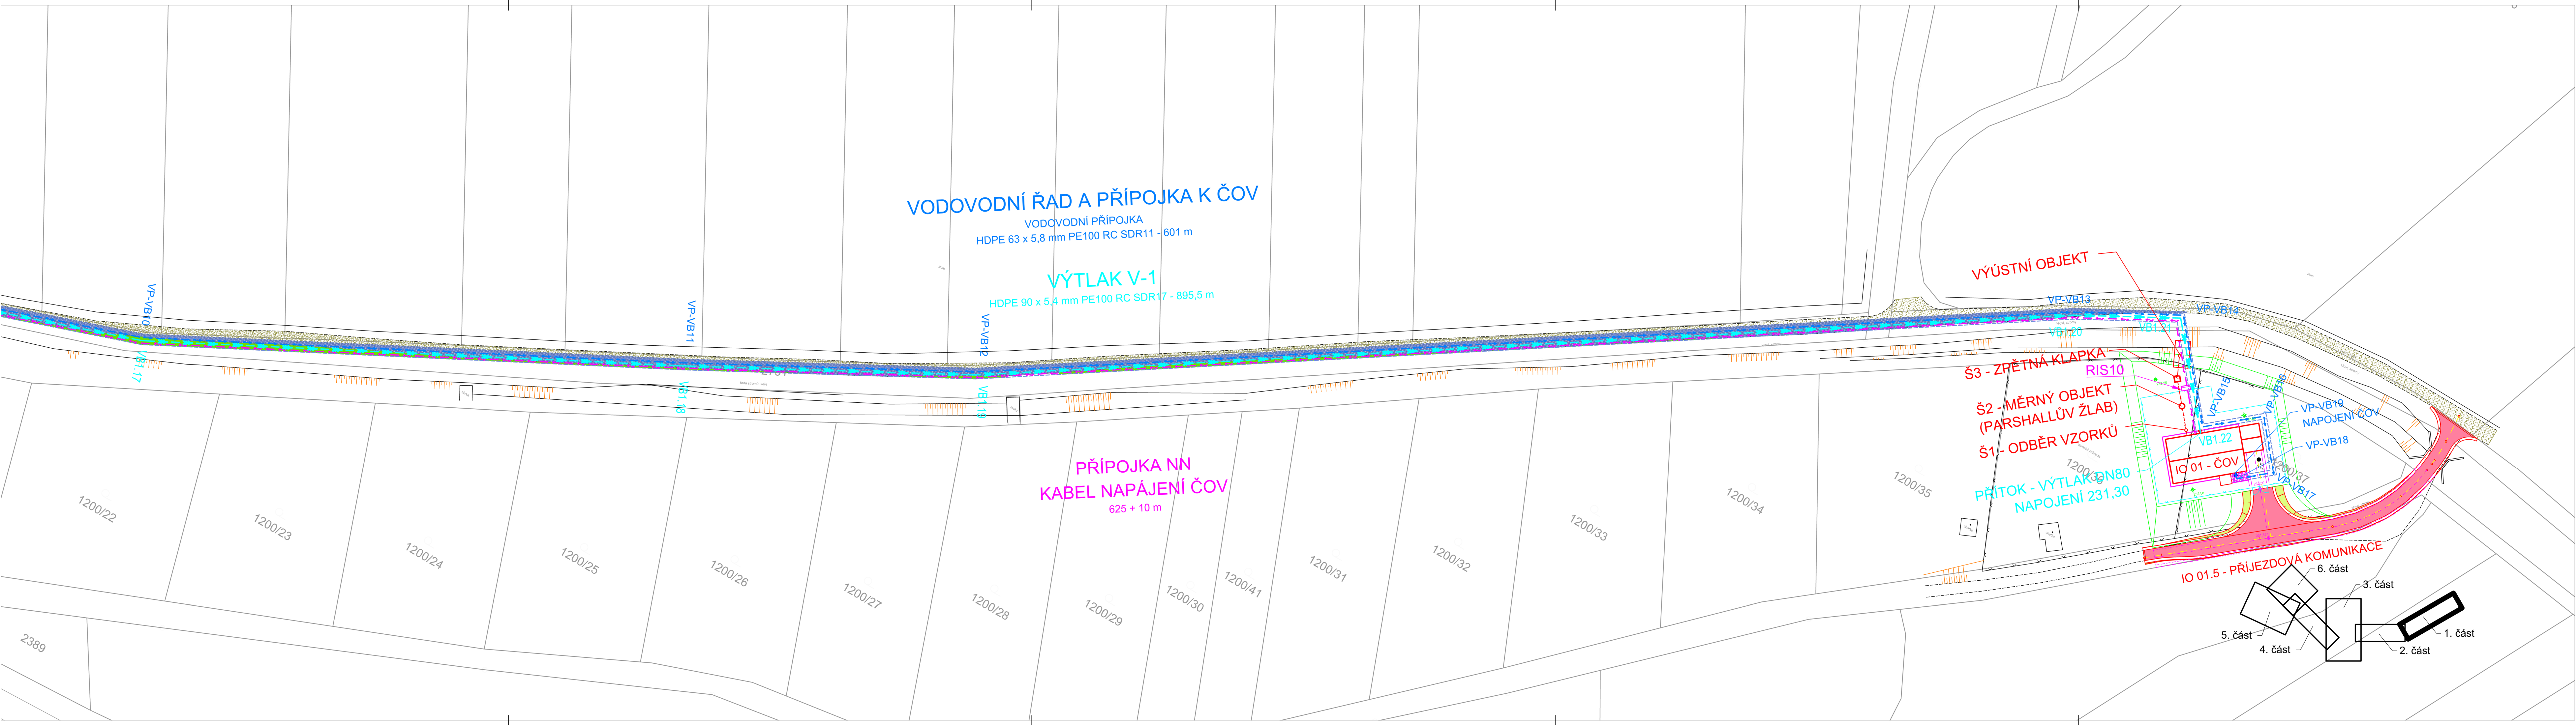 VODOVODNÍ ŘAD A PŘÍPOJKA K ČOV
VODOVODNÍ PŘÍPOJKA
HDPE 63 x 5,8 mm PE100 RC SDR11 - 601 m
VÝTLAK V-1
HDPE 90 x 5,4 mm PE100 RC SDR17 - 895,5 m
VP-VB10
VP-VB11
VP-VB12
VP-VB13
VP-VB14
VB1.17
VB1.18
VB1.19
VB1.20
VB1.21
VÝÚSTNÍ OBJEKT
Š3 - ZPĚTNÁ KLAPKA
RIS10
Š2 - MĚRNÝ OBJEKT
(PARSHALLŮV ŽLAB)
Š1 - ODBĚR VZORKŮ
VP-VB15
VP-VB16
VP-VB19
NAPOJENÍ ČOV
VP-VB18
VB1.22
IO 01 - ČOV
VP-VB17
PŘÍTOK - VÝTLAK DN80
NAPOJENÍ 231,30
PŘÍPOJKA NN
KABEL NAPÁJENÍ ČOV
625 + 10 m
1200/22
1200/23
1200/24
1200/25
1200/26
1200/27
1200/28
1200/29
1200/30
1200/41
1200/31
1200/32
1200/33
1200/34
1200/35
1200/37
2389
IO 01.5 - PŘÍJEZDOVÁ KOMUNIKACE
6. část
3. část
5. část
4. část
1. část
2. část